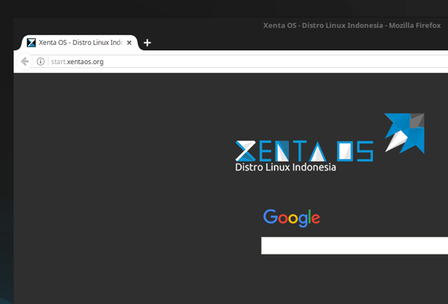 Xenta OS - Distro Linux Indonesia - Mozilla Firefox
Xenta OS - Distro Linux Ind
start.xentaos.org
XENTA OS
Distro Linux Indonesia
Google